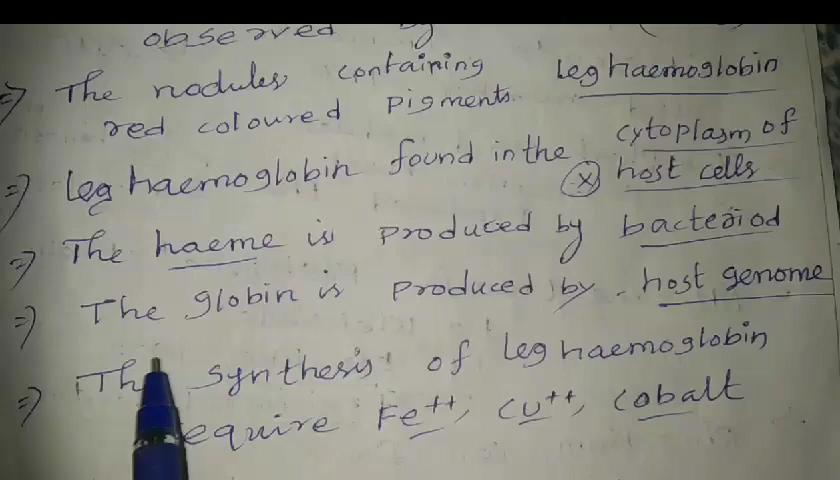 observed by
=> The nodules containing leg haemoglobin
red coloured pigments
=> leg haemoglobin found in the cytoplasm of
(x) host cells
=> The haeme is produced by bacteriod
=> The globin is produced by host genome
=> The synthesis of leg haemoglobin
equire Fe++, Cu++, cobalt